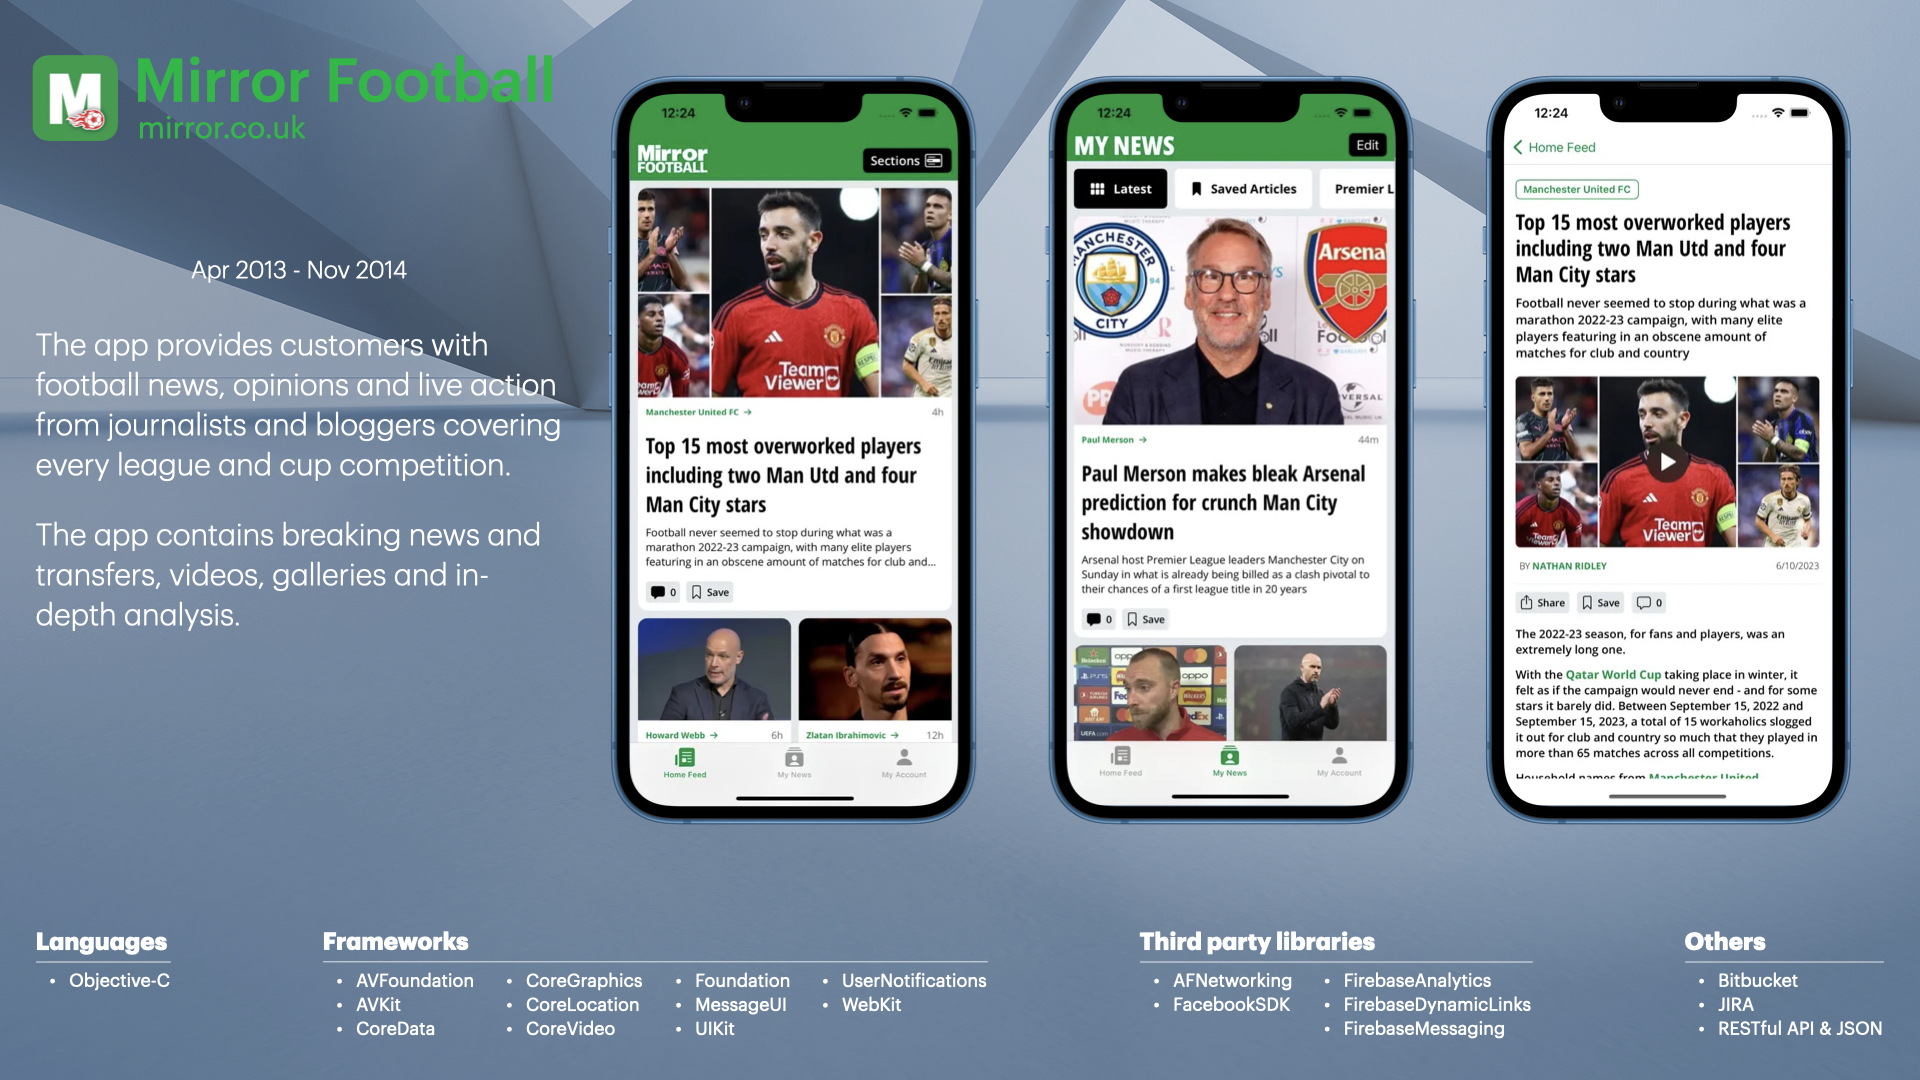 Mirror Football
mirror.co.uk
Apr 2013 - Nov 2014
The app provides customers with
football news, opinions and live action
from journalists and bloggers covering
every league and cup competition.
The app contains breaking news and
transfers, videos, galleries and in-
depth analysis.
12:24
Mirror
FOOTBALL
Sections
Team
Viewer
RESPECT
Manchester United FC →
4h
Top 15 most overworked players
including two Man Utd and four
Man City stars
Football never seemed to stop during what was a
marathon 2022-23 campaign, with many elite players
featuring in an obscene amount of matches for club and...
0
Save
Howard Webb →
6h
Zlatan Ibrahimovic →
12h
Home Feed
My News
My Account
12:24
MY NEWS
Edit
Latest
Saved Articles
Premier L
MANCHESTER
94
CITY
Arsenal
Paul Merson →
44m
Paul Merson makes bleak Arsenal
prediction for crunch Man City
showdown
Arsenal host Premier League leaders Manchester City on
Sunday in what is already being billed as a clash pivotal to
their chances of a first league title in 20 years
0
Save
Heineken
oppo
Home Feed
My News
My Account
12:24
Home Feed
Manchester United FC
Top 15 most overworked players
including two Man Utd and four
Man City stars
Football never seemed to stop during what was a
marathon 2022-23 campaign, with many elite
players featuring in an obscene amount of
matches for club and country
Team
Viewer
BY NATHAN RIDLEY
6/10/2023
Share
Save
0
The 2022-23 season, for fans and players, was an
extremely long one.
With the Qatar World Cup taking place in winter, it
felt as if the campaign would never end - and for some
stars it barely did. Between September 15, 2022 and
September 15, 2023, a total of 15 workaholics slogged
it out for club and country so much that they played in
more than 65 matches across all competitions.
Household names from Manchester United
Languages
• Objective-C
Frameworks
• AVFoundation
• AVKit
• CoreData
• CoreGraphics
• CoreLocation
• CoreVideo
• Foundation
• MessageUI
• UIKit
• UserNotifications
• WebKit
Third party libraries
• AFNetworking
• FacebookSDK
• FirebaseAnalytics
• FirebaseDynamicLinks
• FirebaseMessaging
Others
• Bitbucket
• JIRA
• RESTful API & JSON